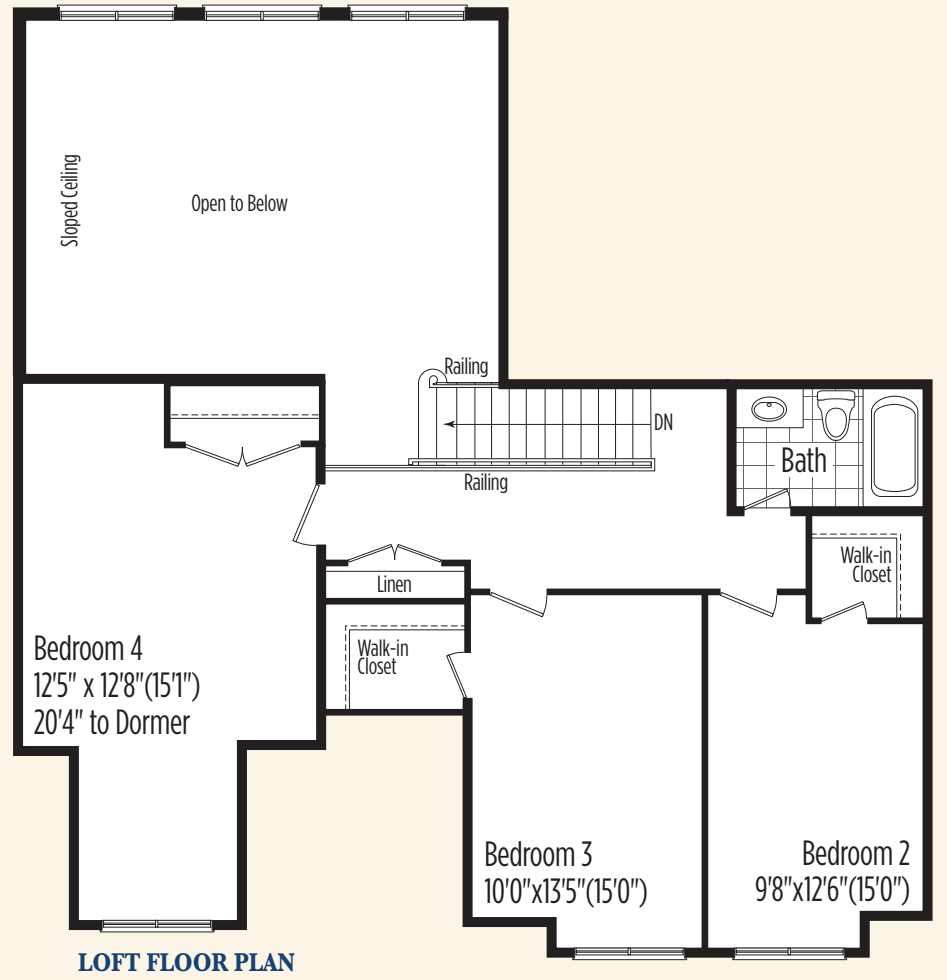 Sloped Ceiling
Open to Below
Railing
DN
Railing
Bath
Walk-in
Closet
Linen
Walk-in
Closet
Bedroom 4
12'5" x 12'8"(15'1")
20'4" to Dormer
Bedroom 3
10'0"x13'5"(15'0")
Bedroom 2
9'8"x12'6"(15'0")
LOFT FLOOR PLAN